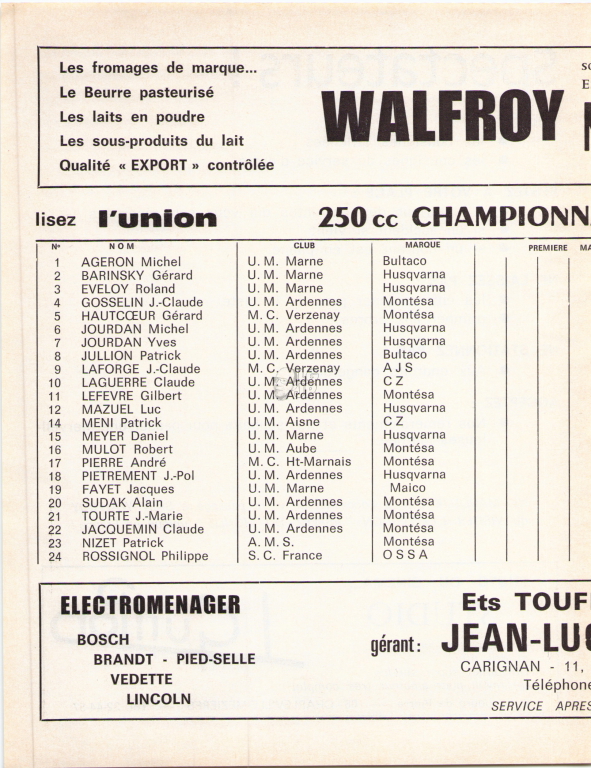 Les fromages de marque...
Le Beurre pasteurisé
Les laits en poudre
Les sous-produits du lait
Qualité « EXPORT » contrôlée
WALFROY
lisez l'union 250 cc CHAMPIONN
N° NOM CLUB MARQUE PREMIERE MA
1 AGERON Michel U. M. Marne Bultaco
2 BARINSKY Gérard U. M. Marne Husqvarna
3 EVELOY Roland U. M. Marne Husqvarna
4 GOSSELIN J.-Claude U. M. Ardennes Montésa
5 HAUTCŒUR Gérard M. C. Verzenay Montésa
6 JOURDAN Michel U. M. Ardennes Husqvarna
7 JOURDAN Yves U. M. Ardennes Husqvarna
8 JULLION Patrick U. M. Ardennes Bultaco
9 LAFORGE J.-Claude M. C. Verzenay A J S
10 LAGUERRE Claude U. M. Ardennes C Z
11 LEFEVRE Gilbert U. M. Ardennes Montésa
12 MAZUEL Luc U. M. Ardennes Husqvarna
14 MENI Patrick U. M. Aisne C Z
15 MEYER Daniel U. M. Marne Husqvarna
16 MULOT Robert U. M. Aube Montésa
17 PIERRE André M. C. Ht-Marnais Montésa
18 PIETREMENT J.-Pol U. M. Ardennes Husqvarna
19 FAYET Jacques U. M. Marne Maico
20 SUDAK Alain U. M. Ardennes Montésa
21 TOURTE J.-Marie U. M. Ardennes Montésa
22 JACQUEMIN Claude U. M. Ardennes Montésa
23 NIZET Patrick A. M. S. Montésa
24 ROSSIGNOL Philippe S. C. France O S S A
ELECTROMENAGER
BOSCH
BRANDT - PIED-SELLE
VEDETTE
LINCOLN
Ets TOUF
gérant : JEAN-LUC
CARIGNAN - 11,
Téléphone
SERVICE APRES